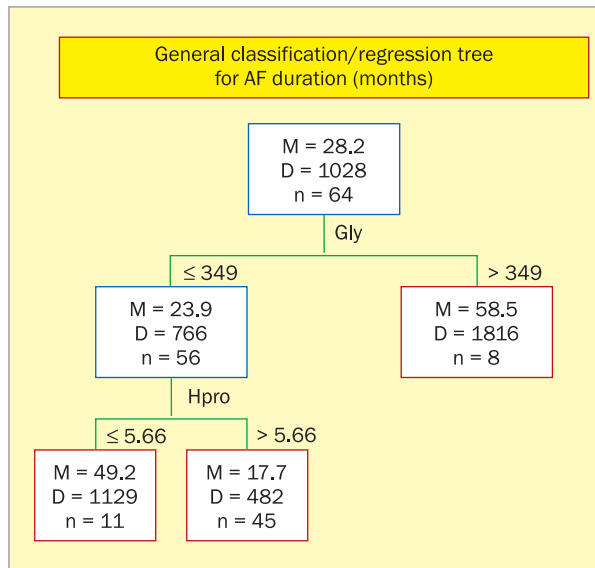 General classification/regression tree
for AF duration (months)
M = 28.2
D = 1028
n = 64
Gly
≤ 349
> 349
M = 23.9
D = 766
n = 56
M = 58.5
D = 1816
n = 8
Hpro
≤ 5.66
> 5.66
M = 49.2
D = 1129
n = 11
M = 17.7
D = 482
n = 45